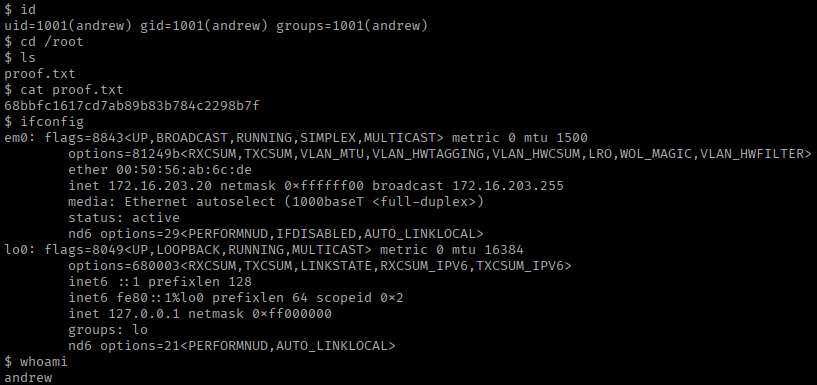 $ id
uid=1001(andrew) gid=1001(andrew) groups=1001(andrew)
$ cd /root
$ ls
proof.txt
$ cat proof.txt
68bbfc1617cd7ab89b83b784c2298b7f
$ ifconfig
em0: flags=8843<UP,BROADCAST,RUNNING,SIMPLEX,MULTICAST> metric 0 mtu 1500
        options=81249b<RXCSUM,TXCSUM,VLAN_MTU,VLAN_HWTAGGING,VLAN_HWCSUM,LRO,WOL_MAGIC,VLAN_HWFILTER>
        ether 00:50:56:ab:6c:de
        inet 172.16.203.20 netmask 0xffffff00 broadcast 172.16.203.255
        media: Ethernet autoselect (1000baseT <full-duplex>)
        status: active
        nd6 options=29<PERFORMNUD,IFDISABLED,AUTO_LINKLOCAL>
lo0: flags=8049<UP,LOOPBACK,RUNNING,MULTICAST> metric 0 mtu 16384
        options=680003<RXCSUM,TXCSUM,LINKSTATE,RXCSUM_IPV6,TXCSUM_IPV6>
        inet6 ::1 prefixlen 128
        inet6 fe80::1%lo0 prefixlen 64 scopeid 0x2
        inet 127.0.0.1 netmask 0xff000000
        groups: lo
        nd6 options=21<PERFORMNUD,AUTO_LINKLOCAL>
$ whoami
andrew